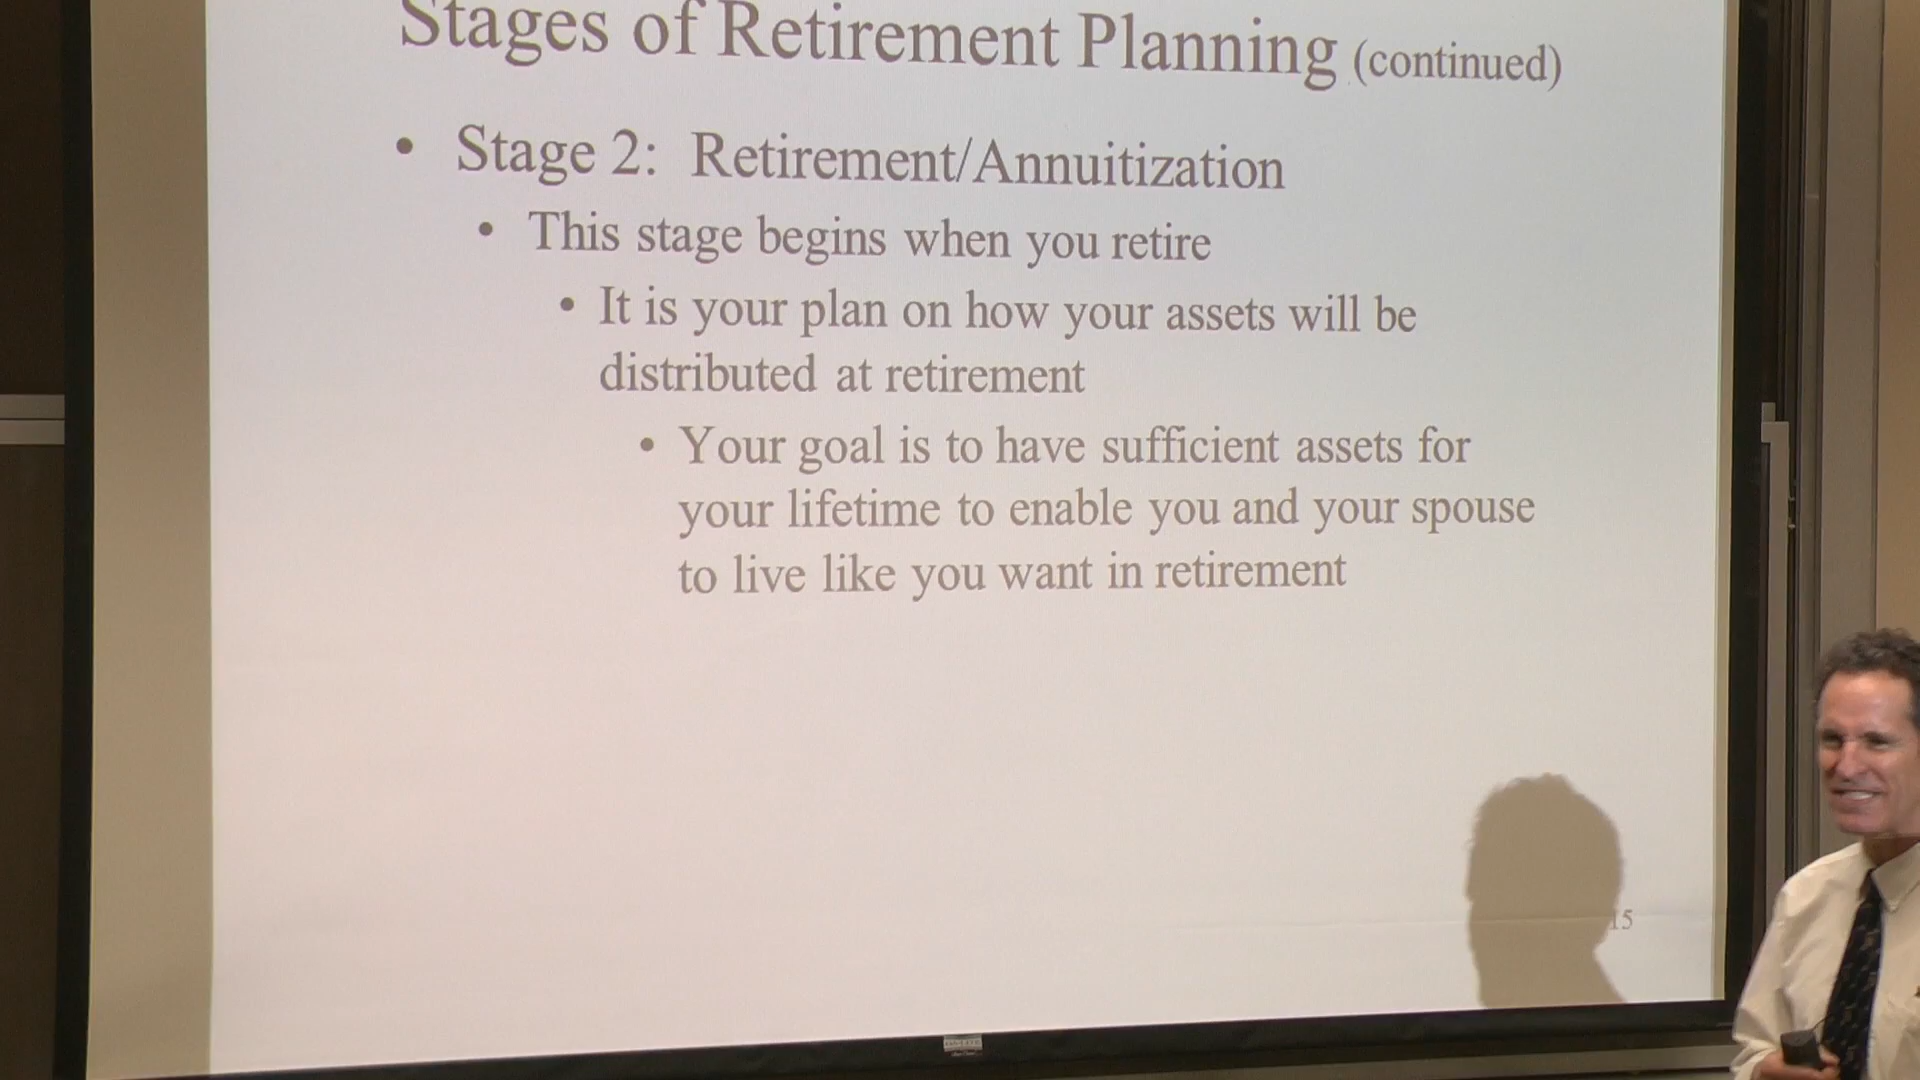 Stages of Retirement Planning (continued)
• Stage 2: Retirement/Annuitization
• This stage begins when you retire
• It is your plan on how your assets will be
distributed at retirement
• Your goal is to have sufficient assets for
your lifetime to enable you and your spouse
to live like you want in retirement
15